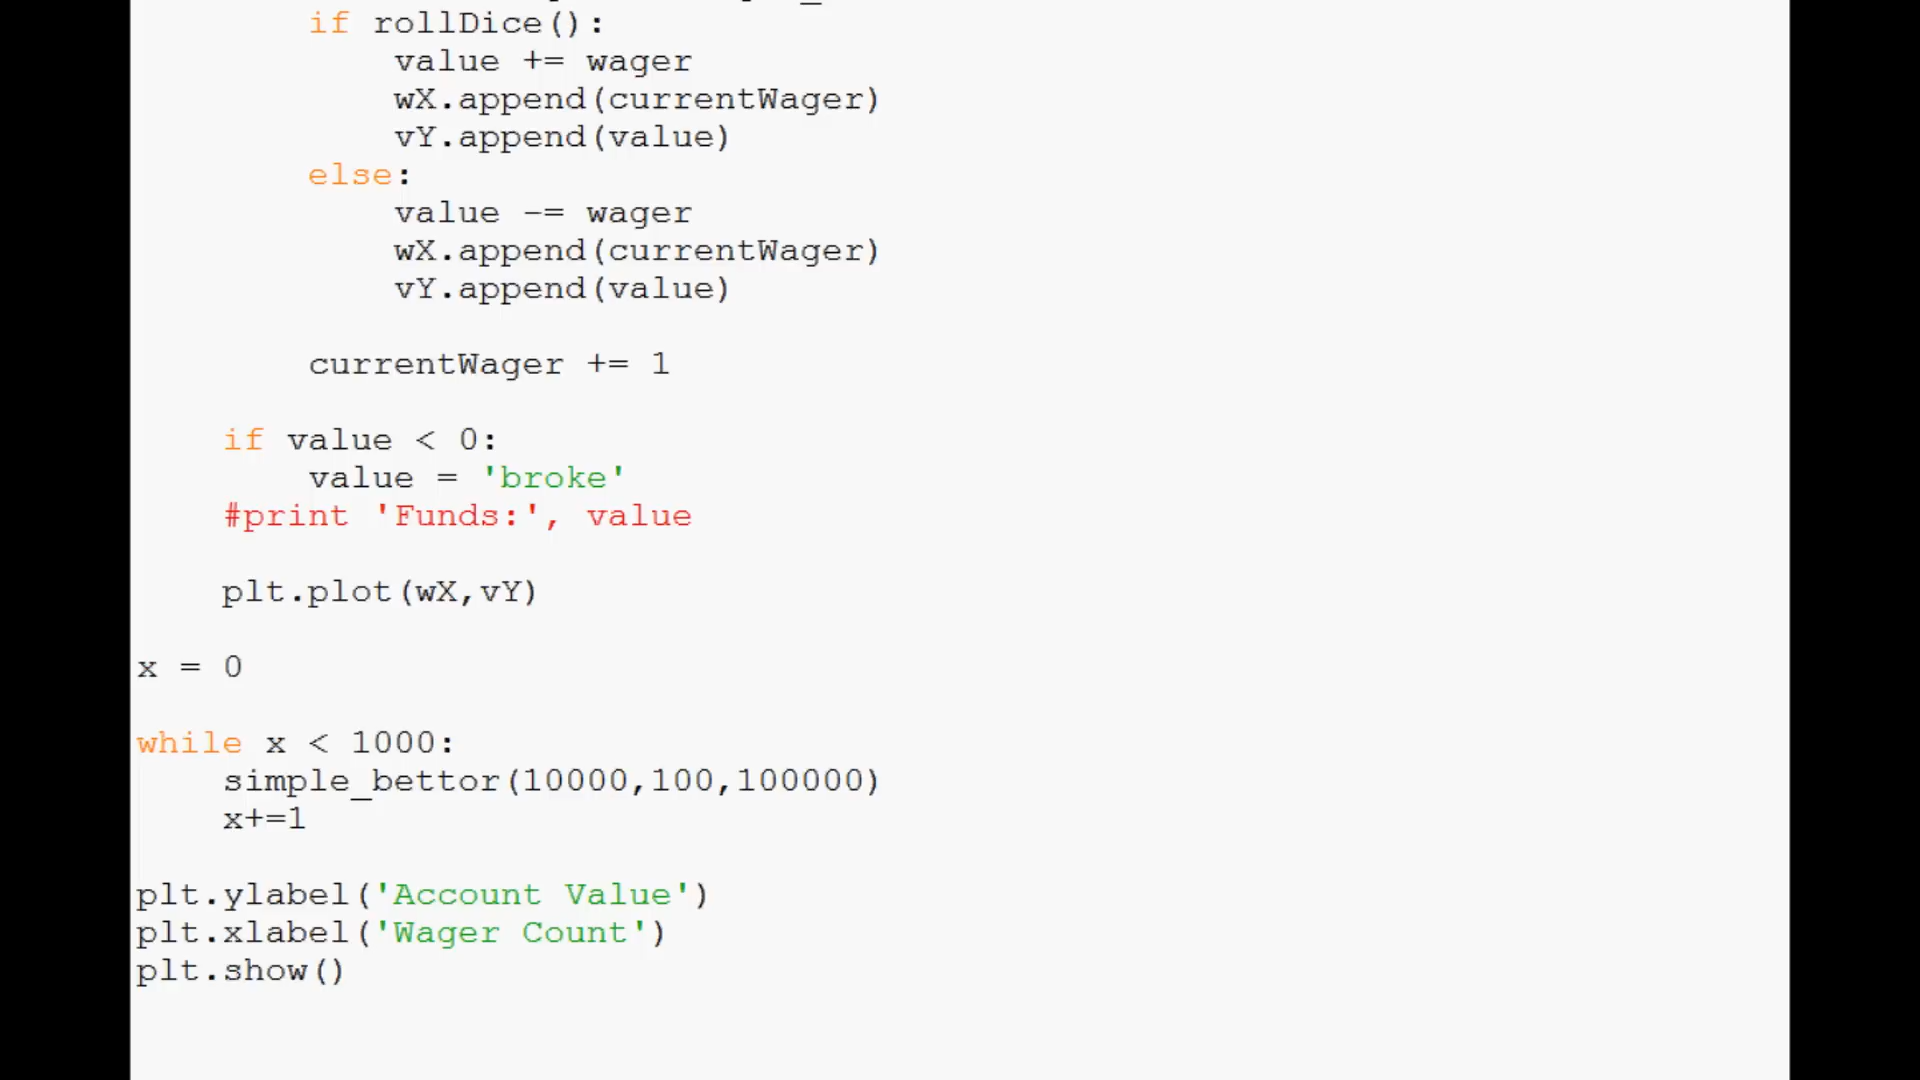 if rollDice():
value += wager
wX.append(currentWager)
vY.append(value)
else:
value -= wager
wX.append(currentWager)
vY.append(value)
currentWager += 1
if value < 0:
value = 'broke'
#print 'Funds:', value
plt.plot(wX,vY)
x = 0
while x < 1000:
simple_bettor(10000,100,100000)
x+=1
plt.ylabel('Account Value')
plt.xlabel('Wager Count')
plt.show()